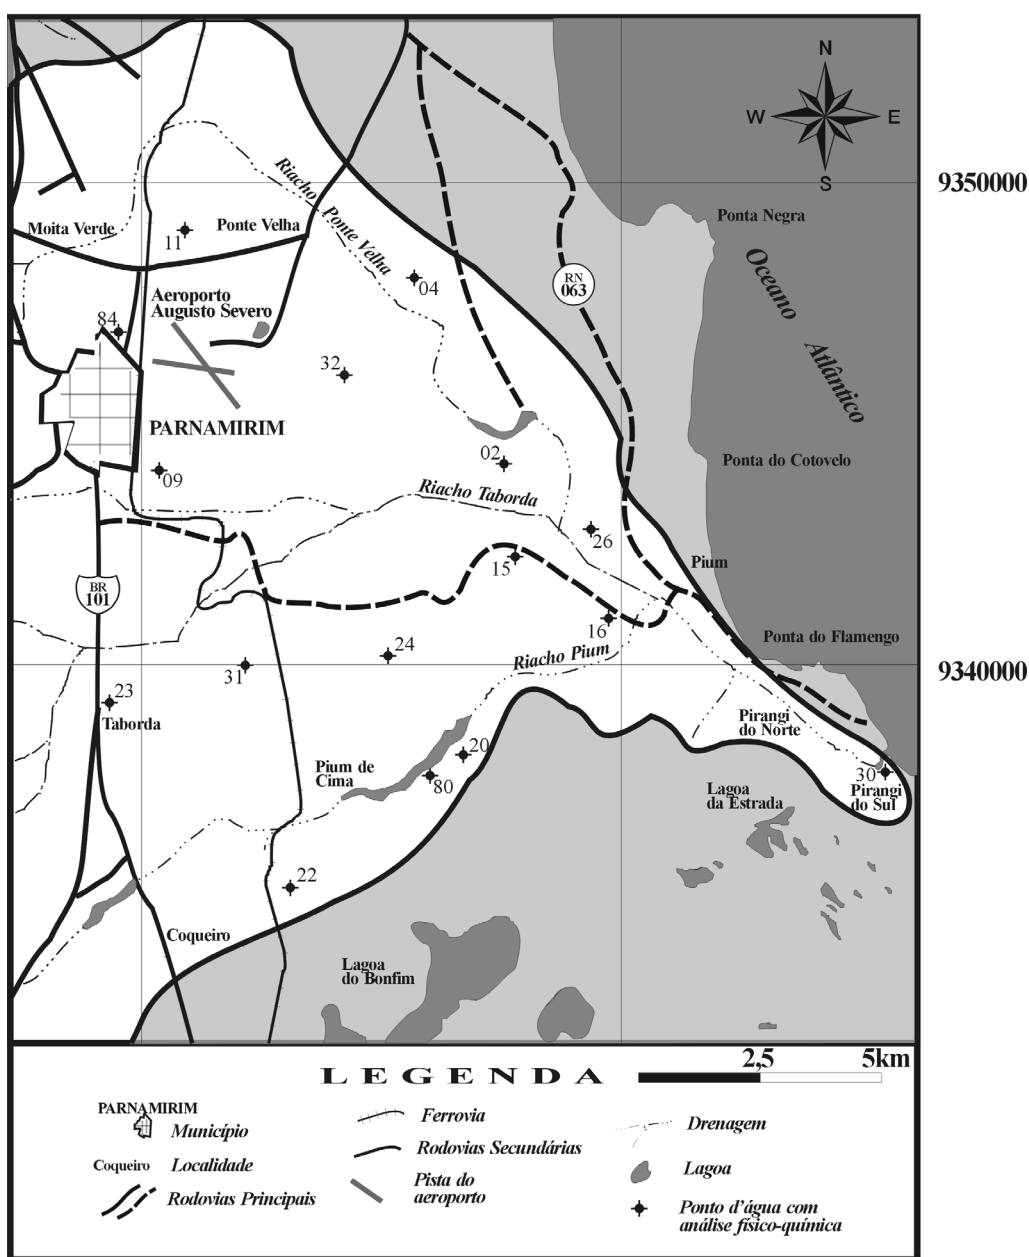 N
W
E
S
9350000
Ponta Negra
Riacho
Ponte Velha
Moita Verde
Ponte Velha
11
Oceano
Atlântico
RN
063
04
Aeroporto
Augusto Severo
84
32
PARNAMIRIM
02
09
Ponta do Cotovelo
Riacho Taborda
26
15
Pium
BR
101
16
Ponta do Flamengo
24
Riacho Pium
31
9340000
23
Taborda
Pirangi
do Norte
20
Pium de
Cima
80
30
Pirangi
do Sul
Lagoa
da Estrada
22
Coqueiro
Lagoa
do Bonfim
2,5
5km
LEGENDA
PARNAMIRIM
Município
Coqueiro
Localidade
Rodovias Principais
Ferrovia
Rodovias Secundárias
Pista do
aeroporto
Drenagem
Lagoa
Ponto d'água com
análise físico-química